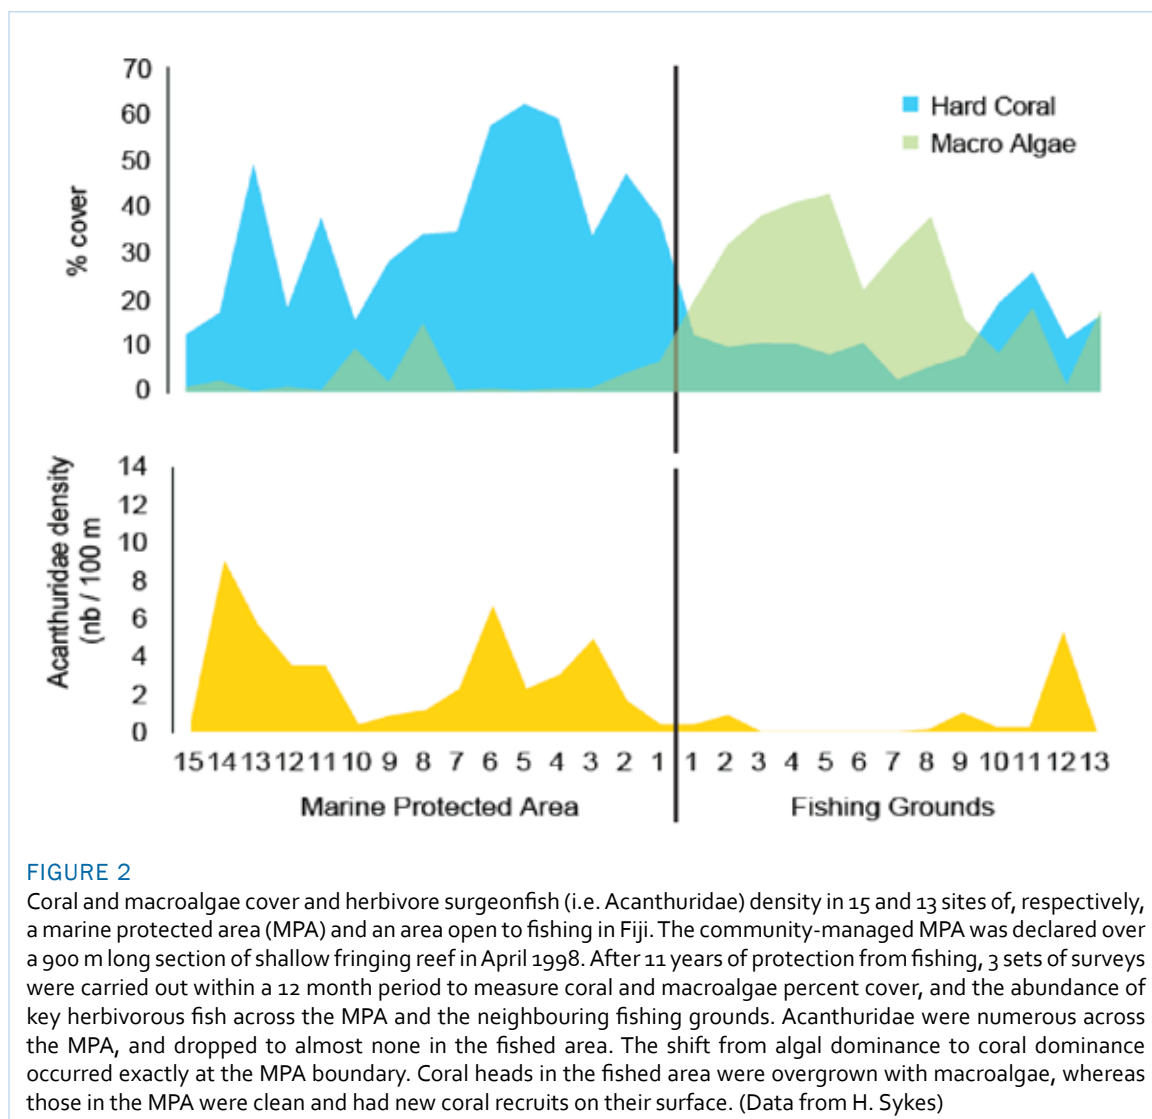 70
60
50
40
30
20
10
0
% cover
Hard Coral
Macro Algae
14
12
10
8
6
4
2
0
Acanthuridae density
(nb / 100 m
15 14 13 12 11 10 9 8 7 6 5 4 3 2 1 1 2 3 4 5 6 7 8 9 10 11 12 13
Marine Protected Area Fishing Grounds
FIGURE 2
Coral and macroalgae cover and herbivore surgeonfish (i.e. Acanthuridae) density in 15 and 13 sites of, respectively,
a marine protected area (MPA) and an area open to fishing in Fiji. The community-managed MPA was declared over
a 900 m long section of shallow fringing reef in April 1998. After 11 years of protection from fishing, 3 sets of surveys
were carried out within a 12 month period to measure coral and macroalgae percent cover, and the abundance of
key herbivorous fish across the MPA and the neighbouring fishing grounds. Acanthuridae were numerous across
the MPA, and dropped to almost none in the fished area. The shift from algal dominance to coral dominance
occurred exactly at the MPA boundary. Coral heads in the fished area were overgrown with macroalgae, whereas
those in the MPA were clean and had new coral recruits on their surface. (Data from H. Sykes)